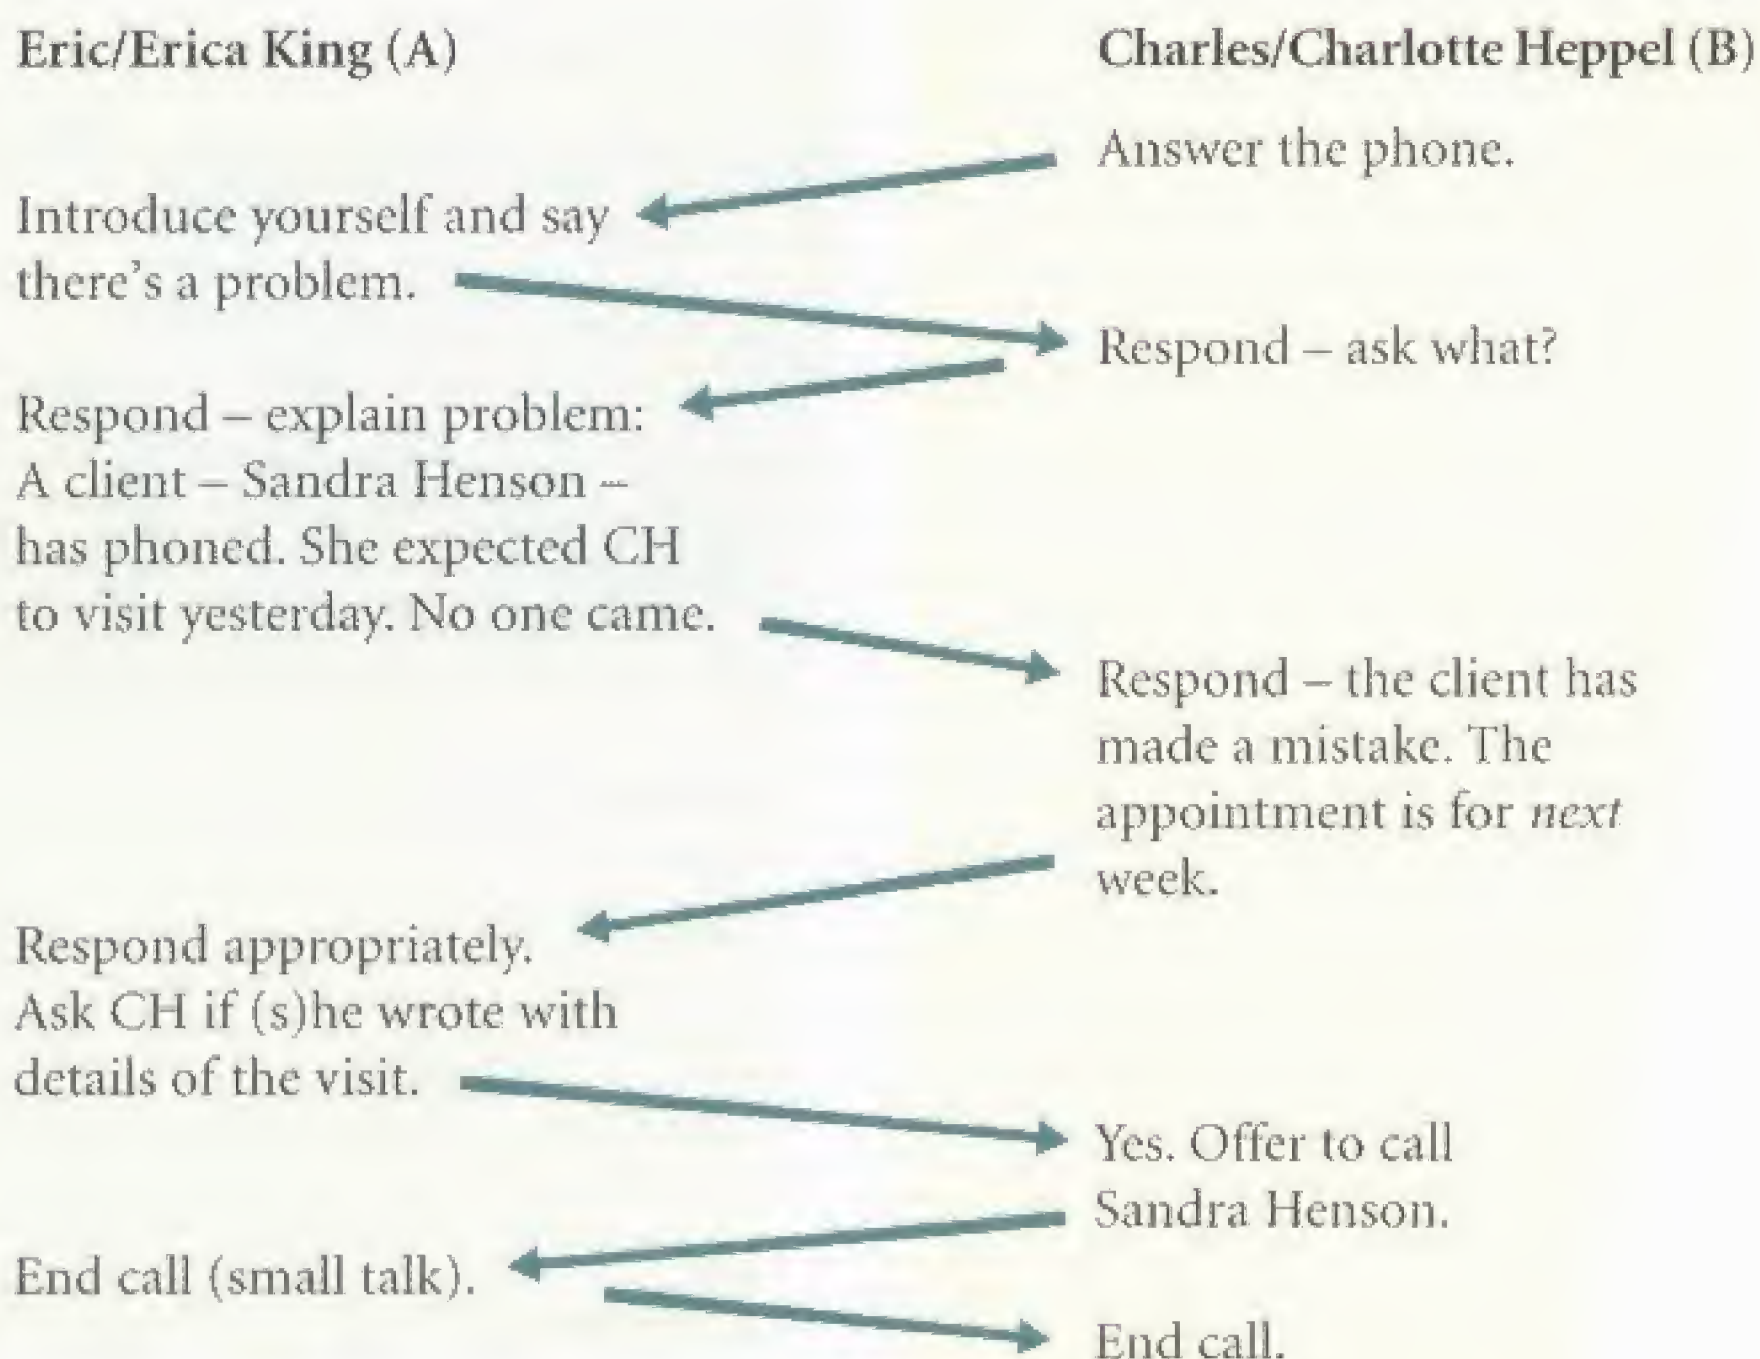 Eric/Erica King (A)
Charles/Charlotte Heppel (B)
Answer the phone.
Introduce yourself and say
there's a problem.
Respond – ask what?
Respond – explain problem:
A client – Sandra Henson –
has phoned. She expected CH
to visit yesterday. No one came.
Respond – the client has
made a mistake. The
appointment is for next
week.
Respond appropriately.
Ask CH if (s)he wrote with
details of the visit.
Yes. Offer to call
Sandra Henson.
End call (small talk).
End call.